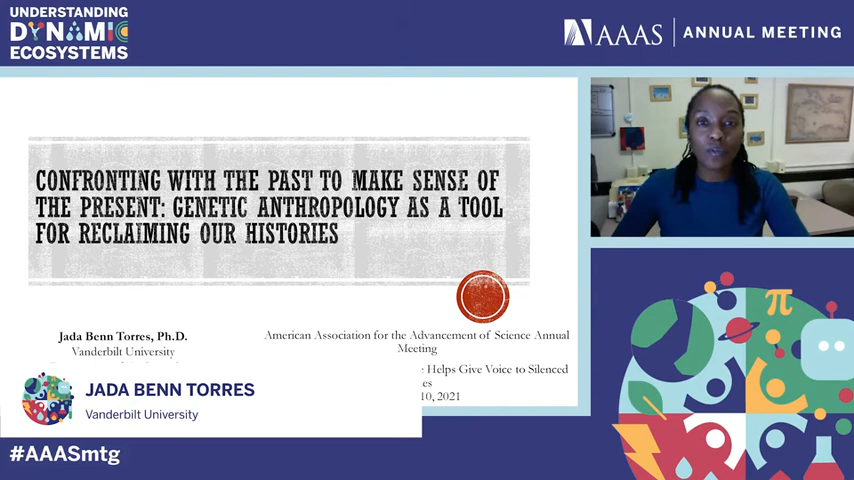 UNDERSTANDING
DYNAMIC
ECOSYSTEMS
AAAS ANNUAL MEETING
CONFRONTING WITH THE PAST TO MAKE SENSE OF
THE PRESENT: GENETIC ANTHROPOLOGY AS A TOOL
FOR RECLAIMING OUR HISTORIES
Jada Benn Torres, Ph.D.
Vanderbilt University
American Association for the Advancement of Science Annual
Meeting
Helps Give Voice to Silenced
10, 2021
JADA BENN TORRES
Vanderbilt University
π
#AAASmtg